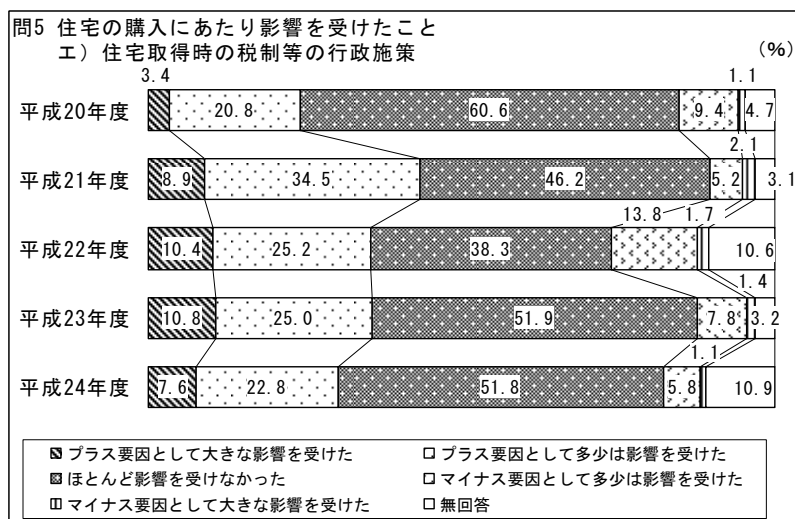 問5 住宅の購入にあたり影響を受けたこと
エ）住宅取得時の税制等の行政施策
(%)
3.4 1.1
平成20年度 20.8 60.6 9.4 4.7
2.1
平成21年度 8.9 34.5 46.2 5.2 3.1
13.8 1.7
平成22年度 10.4 25.2 38.3 10.6
1.4
平成23年度 10.8 25.0 51.9 7.8 3.2
1.1
平成24年度 7.6 22.8 51.8 5.8 10.9
プラス要因として大きな影響を受けた プラス要因として多少は影響を受けた
ほとんど影響を受けなかった マイナス要因として多少は影響を受けた
マイナス要因として大きな影響を受けた 無回答